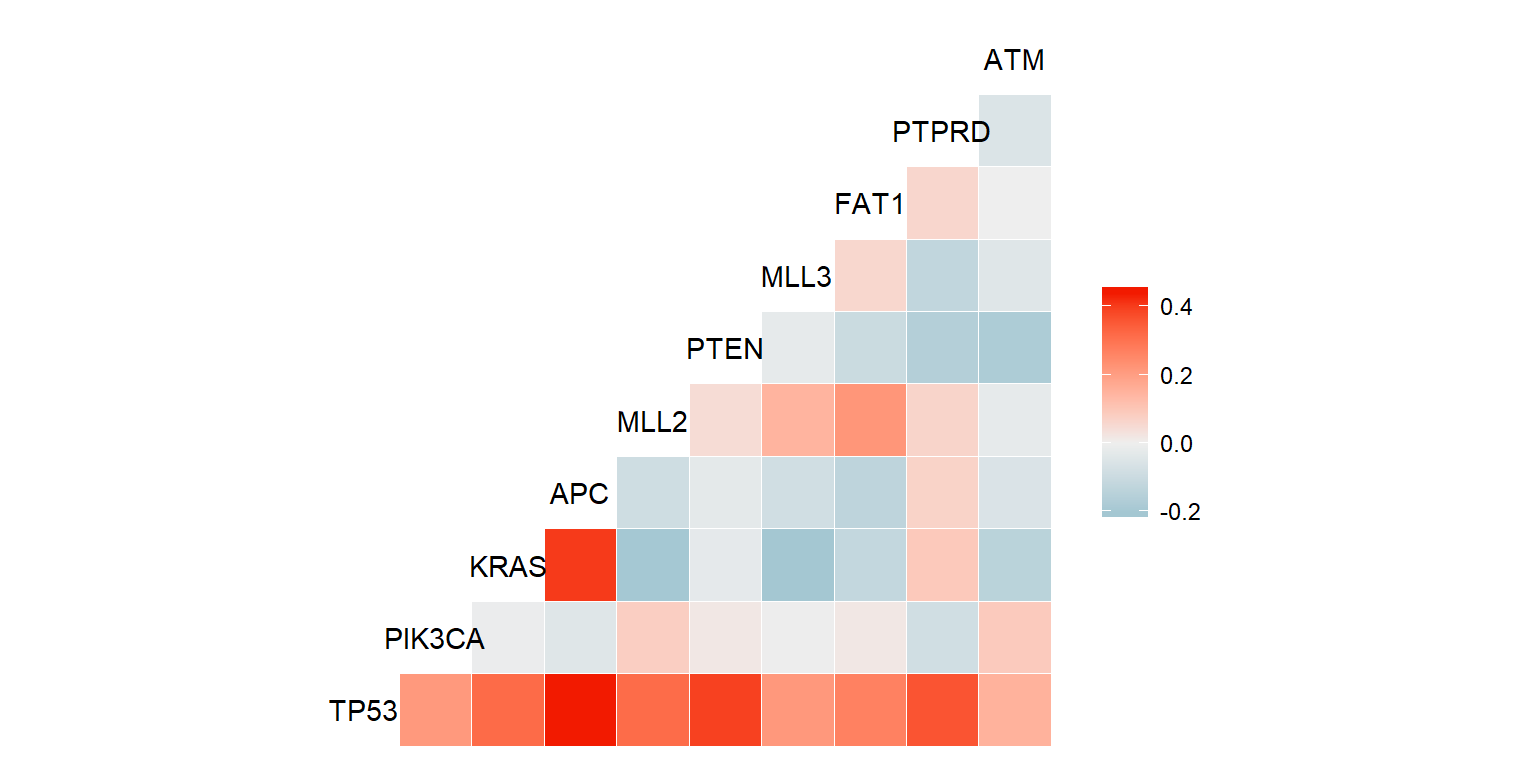 ATM
PTPRD
FAT1
MLL3
PTEN
MLL2
APC
KRAS
PIK3CA
TP53
0.4
0.2
0.0
-0.2